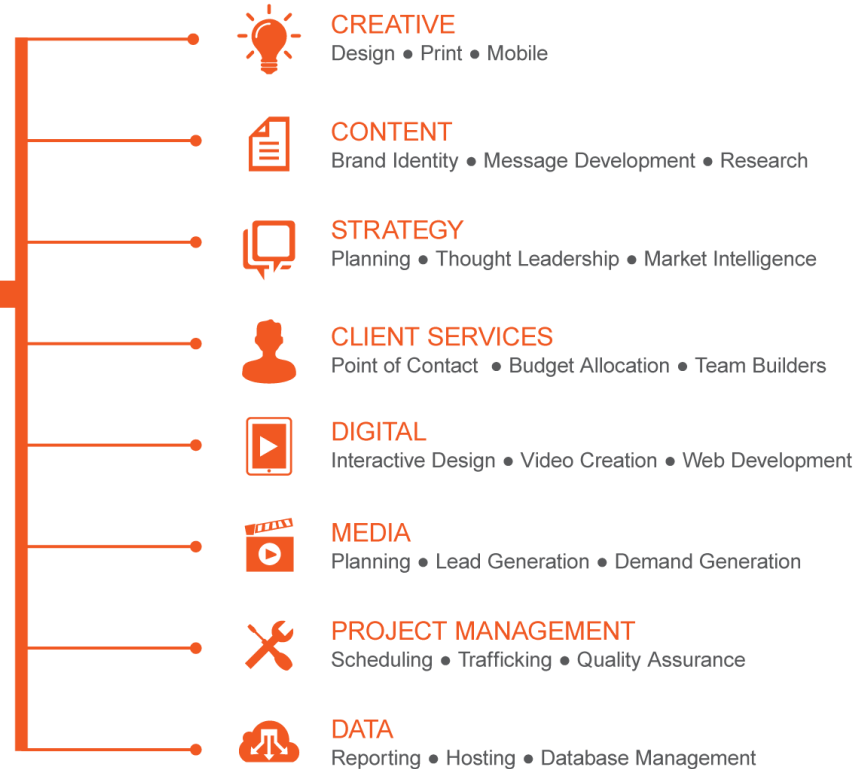 CREATIVE
Design ● Print ● Mobile
CONTENT
Brand Identity ● Message Development ● Research
STRATEGY
Planning ● Thought Leadership ● Market Intelligence
CLIENT SERVICES
Point of Contact ● Budget Allocation ● Team Builders
DIGITAL
Interactive Design ● Video Creation ● Web Development
MEDIA
Planning ● Lead Generation ● Demand Generation
PROJECT MANAGEMENT
Scheduling ● Trafficking ● Quality Assurance
DATA
Reporting ● Hosting ● Database Management